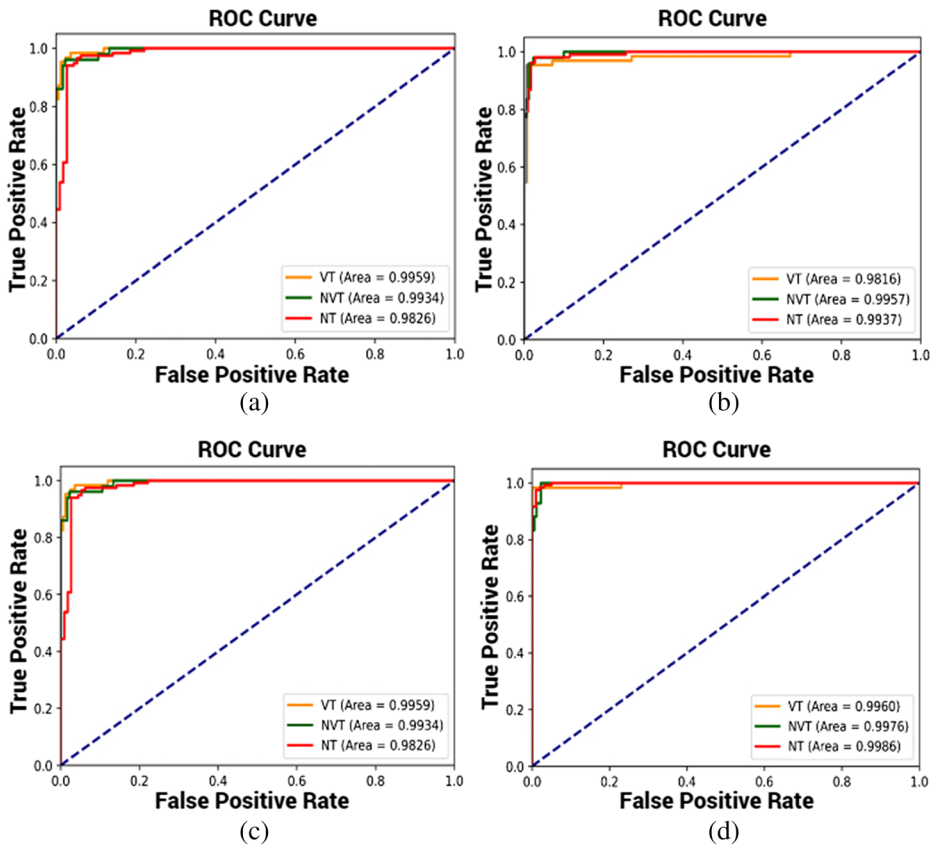 ROC Curve
True Positive Rate
1.0
0.8
0.6
0.4
0.2
0.0
VT (Area = 0.9959)
NVT (Area = 0.9934)
NT (Area = 0.9826)
0.0 0.2 0.4 0.6 0.8 1.0
False Positive Rate
(a)
ROC Curve
True Positive Rate
1.0
0.8
0.6
0.4
0.2
0.0
VT (Area = 0.9816)
NVT (Area = 0.9957)
NT (Area = 0.9937)
0.0 0.2 0.4 0.6 0.8 1.0
False Positive Rate
(b)
ROC Curve
True Positive Rate
1.0
0.8
0.6
0.4
0.2
0.0
VT (Area = 0.9959)
NVT (Area = 0.9934)
NT (Area = 0.9826)
0.0 0.2 0.4 0.6 0.8 1.0
False Positive Rate
(c)
ROC Curve
True Positive Rate
1.0
0.8
0.6
0.4
0.2
0.0
VT (Area = 0.9960)
NVT (Area = 0.9976)
NT (Area = 0.9986)
0.0 0.2 0.4 0.6 0.8 1.0
False Positive Rate
(d)